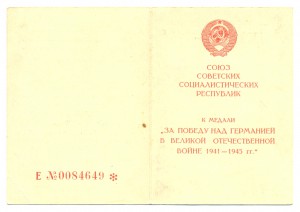 СОЮЗ
СОВЕТСКИХ
СОЦИАЛИСТИЧЕСКИХ
РЕСПУБЛИК
К МЕДАЛИ
„ЗА ПОБЕДУ НАД ГЕРМАНИЕЙ
В ВЕЛИКОЙ ОТЕЧЕСТВЕННОЙ
ВОЙНЕ 1941—1945 гг."
Е №0084649 *